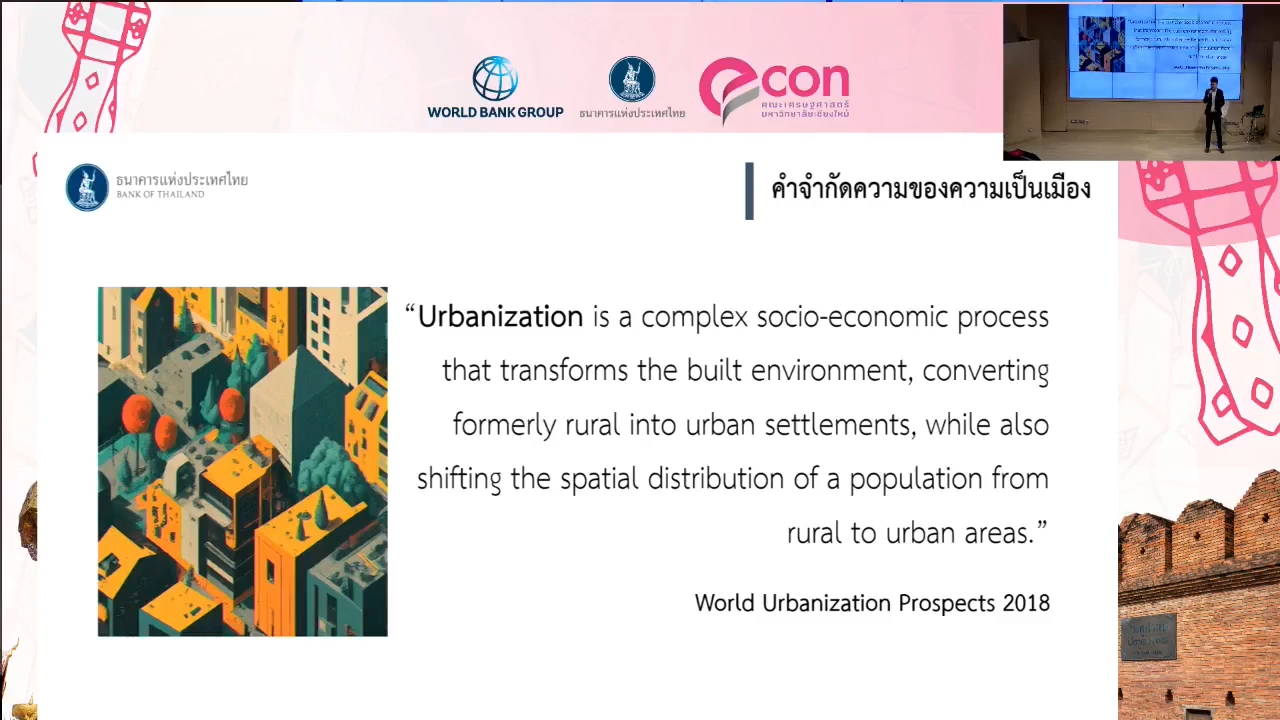 WORLD BANK GROUP
ธนาคารแห่งประเทศไทย
econ
คณะเศรษฐศาสตร์
มหาวิทยาลัยเชียงใหม่
ธนาคารแห่งประเทศไทย
BANK OF THAILAND
คำจำกัดความของความเป็นเมือง
“Urbanization is a complex socio-economic process
that transforms the built environment, converting
formerly rural into urban settlements, while also
shifting the spatial distribution of a population from
rural to urban areas.”
World Urbanization Prospects 2018